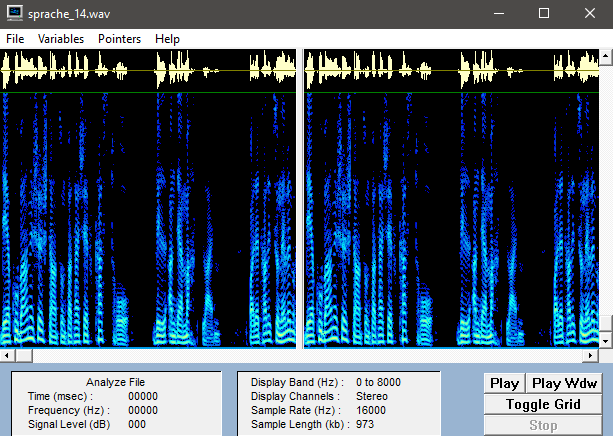 sprache_14.wav
File Variables Pointers Help
Analyze File
Time (msec) : 00000
Frequency (Hz) : 00000
Signal Level (dB) 000
Display Band (Hz) : 0 to 8000
Display Channels : Stereo
Sample Rate (Hz) : 16000
Sample Length (kb) : 973
Play Play Wdw
Toggle Grid
Stop